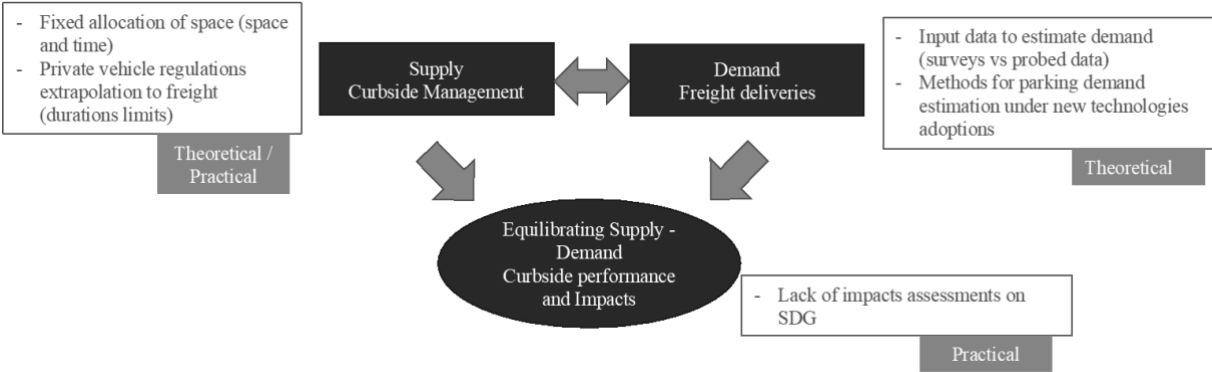 - Fixed allocation of space (space
and time)
- Private vehicle regulations
extrapolation to freight
(durations limits)
Theoretical /
Practical
Supply
Curbside Management
Demand
Freight deliveries
- Input data to estimate demand
(surveys vs probed data)
- Methods for parking demand
estimation under new technologies
adoptions
Theoretical
Equilibrating Supply -
Demand
Curbside performance
and Impacts
- Lack of impacts assessments on
SDG
Practical